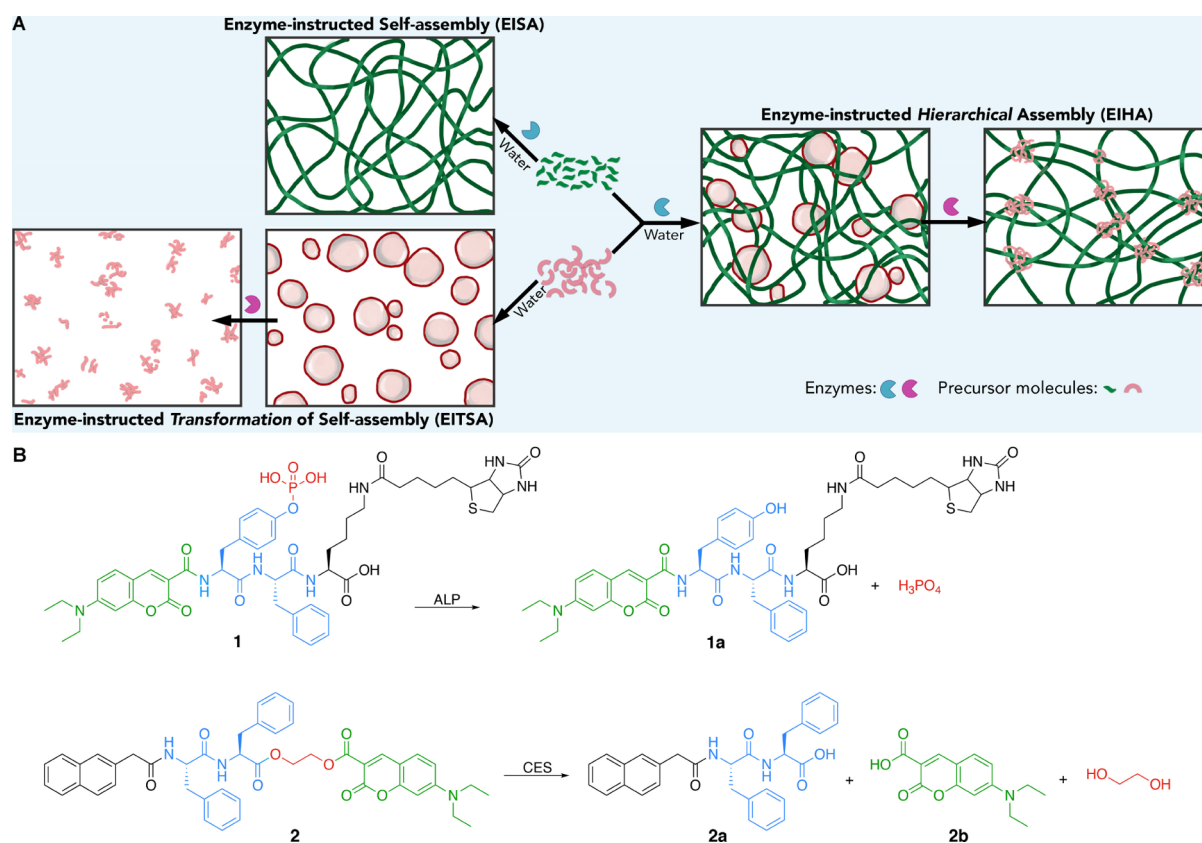 A
Enzyme-instructed Self-assembly (EISA)
Water
Enzyme-instructed Hierarchical Assembly (EIHA)
Water
Water
Enzymes:
Precursor molecules:
Enzyme-instructed Transformation of Self-assembly (EITSA)
B
O
HO P OH
O
O
NH
S
HN
O
NH
O
N
H
O
H
N
O
O
N
H
OH
O
N
O
O
1
ALP
OH
O
NH
S
HN
O
NH
O
N
H
O
H
N
O
O
N
H
OH
O
N
O
O
1a
+
H3PO4
O
H
N
O
N
H
O
O
O
O
O
O
N
2
CES
O
H
N
O
N
H
O
OH
2a
+
O
HO
O
O
N
2b
+
HO
OH